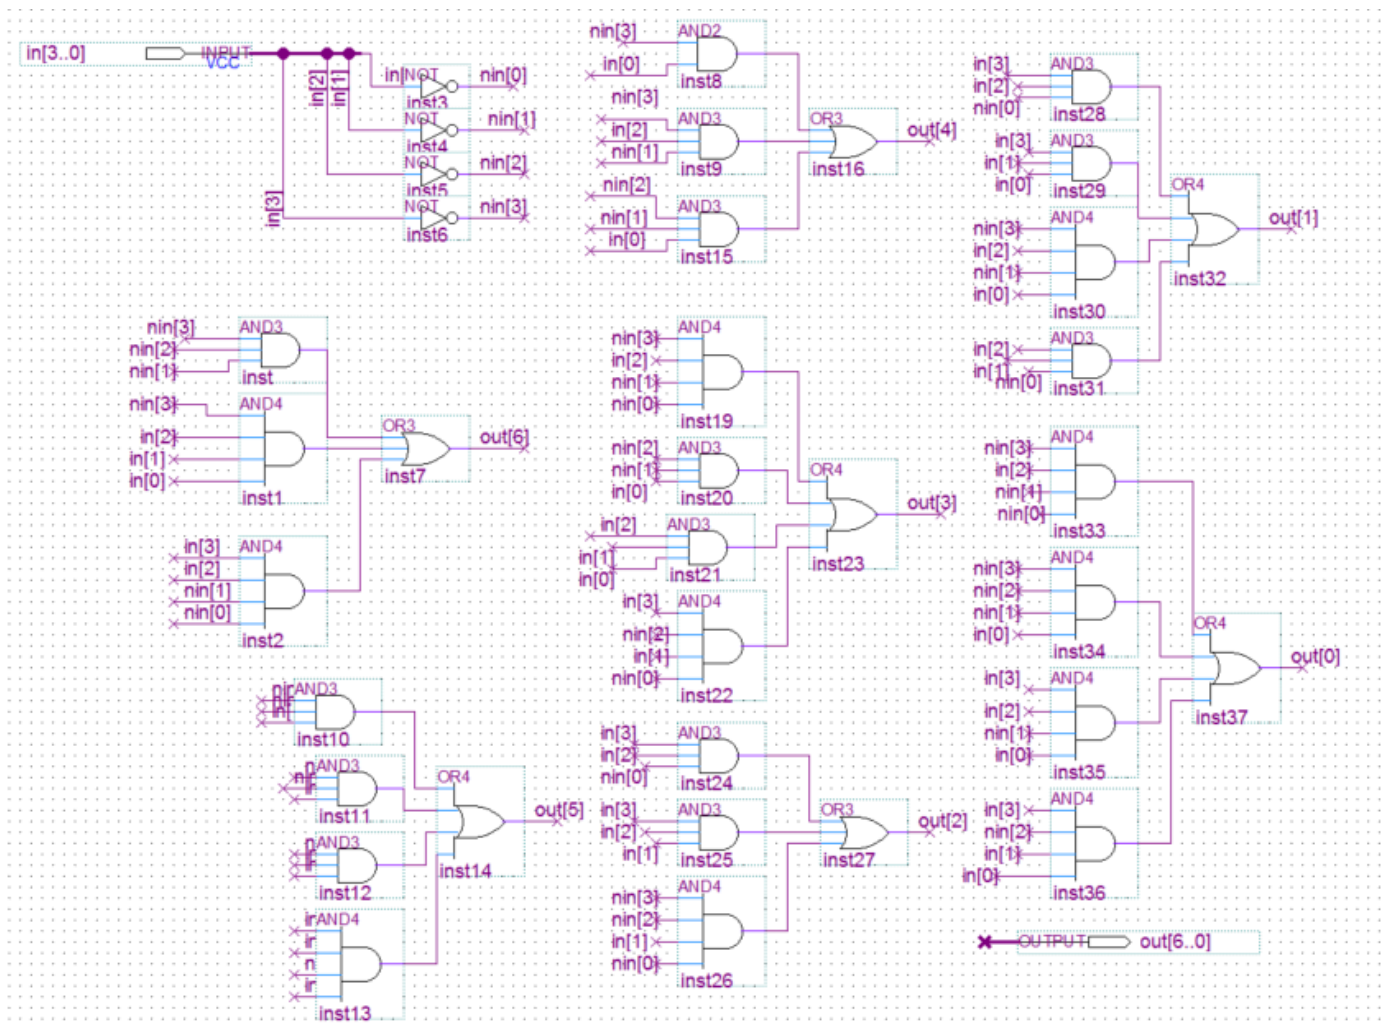 in[3..0]
INPUT
VCC
in[2]
in[1]
in[3]
NOT
nin[0]
inst3
NOT
nin[1]
inst4
NOT
nin[2]
inst5
NOT
nin[3]
inst6
nin[3]
in[0]
AND2
inst8
nin[3]
in[2]
nin[1]
AND3
inst9
nin[2]
nin[1]
in[0]
AND3
inst15
OR3
inst16
out[4]
in[3]
in[2]
nin[0]
AND3
inst28
in[3]
in[1]
in[0]
AND3
inst29
nin[3]
in[2]
nin[1]
in[0]
AND4
inst30
in[2]
in[1]
nin[0]
AND3
inst31
OR4
inst32
out[1]
nin[3]
nin[2]
nin[1]
AND3
inst
nin[3]
in[2]
in[1]
in[0]
AND4
inst1
in[3]
in[2]
nin[1]
nin[0]
AND4
inst2
OR3
inst7
out[6]
nin[3]
in[2]
nin[1]
nin[0]
AND4
inst19
nin[2]
nin[1]
in[0]
AND3
inst20
in[2]
in[1]
in[0]
AND3
inst21
in[3]
nin[2]
in[1]
nin[0]
AND4
inst22
OR4
inst23
out[3]
nin[3]
in[2]
nin[1]
nin[0]
AND4
inst33
nin[3]
nin[2]
nin[1]
in[0]
AND4
inst34
in[3]
in[2]
nin[1]
in[0]
AND4
inst35
in[3]
nin[2]
in[1]
in[0]
AND4
inst36
OR4
inst37
out[0]
AND3
inst10
AND3
inst11
AND3
inst12
AND4
inst13
OR4
inst14
out[5]
in[3]
in[2]
nin[0]
AND3
inst24
in[3]
in[2]
in[1]
AND3
inst25
nin[3]
nin[2]
in[1]
nin[0]
AND4
inst26
OR3
inst27
out[2]
OUTPUT
out[6..0]